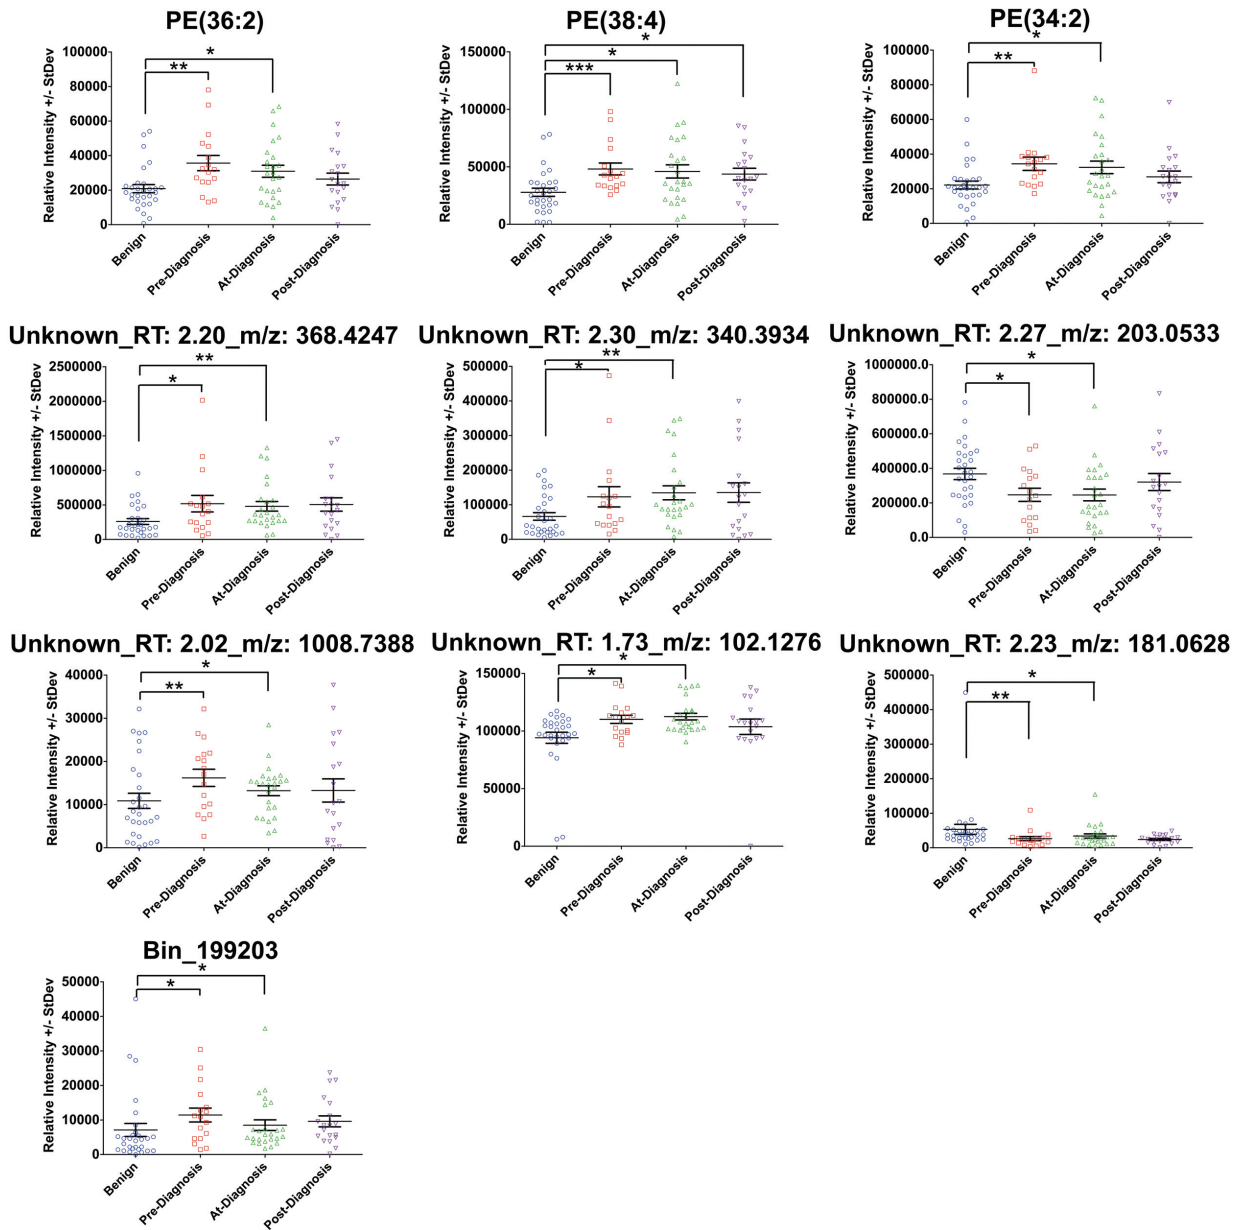 PE(36:2)
Relative Intensity +/- StDev
100000
80000
60000
40000
20000
0
**
*
Benign
Pre-Diagnosis
At-Diagnosis
Post-Diagnosis
PE(38:4)
Relative Intensity +/- StDev
150000
100000
50000
0
***
*
*
Benign
Pre-Diagnosis
At-Diagnosis
Post-Diagnosis
PE(34:2)
Relative Intensity +/- StDev
100000
80000
60000
40000
20000
0
**
*
Benign
Pre-Diagnosis
At-Diagnosis
Post-Diagnosis
Unknown_RT: 2.20_m/z: 368.4247
Relative Intensity +/- StDev
2500000
2000000
1500000
1000000
500000
0
*
**
Benign
Pre-Diagnosis
At-Diagnosis
Post-Diagnosis
Unknown_RT: 2.30_m/z: 340.3934
Relative Intensity +/- StDev
500000
400000
300000
200000
100000
0
*
**
Benign
Pre-Diagnosis
At-Diagnosis
Post-Diagnosis
Unknown_RT: 2.27_m/z: 203.0533
Relative Intensity +/- StDev
1000000.0
800000.0
600000.0
400000.0
200000.0
0.0
*
*
Benign
Pre-Diagnosis
At-Diagnosis
Post-Diagnosis
Unknown_RT: 2.02_m/z: 1008.7388
Relative Intensity +/- StDev
40000
30000
20000
10000
0
**
*
Benign
Pre-Diagnosis
At-Diagnosis
Post-Diagnosis
Unknown_RT: 1.73_m/z: 102.1276
Relative Intensity +/- StDev
150000
100000
50000
0
*
*
Benign
Pre-Diagnosis
At-Diagnosis
Post-Diagnosis
Unknown_RT: 2.23_m/z: 181.0628
Relative Intensity +/- StDev
500000
400000
300000
200000
100000
0
**
*
Benign
Pre-Diagnosis
At-Diagnosis
Post-Diagnosis
Bin_199203
Relative Intensity +/- StDev
50000
40000
30000
20000
10000
0
*
*
Benign
Pre-Diagnosis
At-Diagnosis
Post-Diagnosis